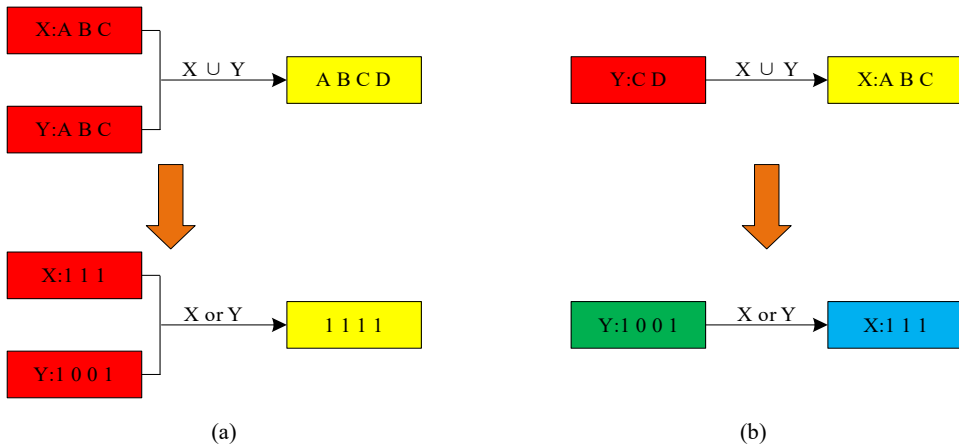 X:A B C
X ∪ Y
A B C D
Y:A B C
X:1 1 1
X or Y
1 1 1 1
Y:1 0 0 1
(a)
Y:C D
X ∪ Y
X:A B C
Y:1 0 0 1
X or Y
X:1 1 1
(b)